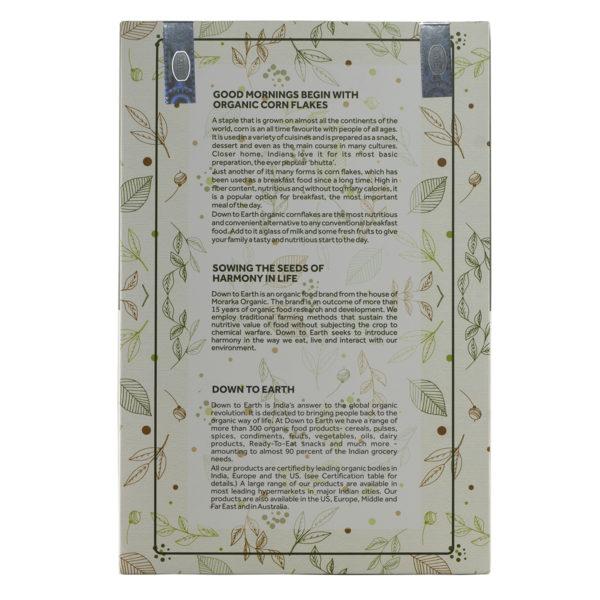 GOOD MORNINGS BEGIN WITH
ORGANIC CORN FLAKES
A staple that is grown on almost all the continents of the
world, corn is an all time favourite with people of all ages.
It is used in a variety of cuisines and is prepared as a snack,
dessert and even as the main course in many cultures.
Closer home, Indians love it for its most basic
preparation, the ever popular 'bhutta'.
Just another of its many forms is corn flakes, which has
been used as a breakfast food since a long time. High in
fiber content, nutritious and without too many calories, it
is a popular option for breakfast, the most important
meal of the day.
Down to Earth organic cornflakes are the most nutritious
and convenient alternative to any conventional breakfast
food. Add to it a glass of milk and some fresh fruits to give
your family a tasty and nutritious start to the day.
SOWING THE SEEDS OF
HARMONY IN LIFE
Down to Earth is an organic food brand from the house of
Morarka Organic. The brand is an outcome of more than
15 years of organic food research and development. We
employ traditional farming methods that sustain the
nutritive value of food without subjecting the crop to
chemical warfare. Down to Earth seeks to introduce
harmony in the way we eat, live and interact with our
environment.
DOWN TO EARTH
Down to Earth is India's answer to the global organic
revolution. It is dedicated to bringing people back to the
organic way of life. At Down to Earth we have a range of
more than 300 organic food products- cereals, pulses,
spices, condiments, fruits, vegetables, oils, dairy
products, Ready-To-Eat snacks and much more -
amounting to almost 90 percent of the Indian grocery
needs.
All our products are certified by leading organic bodies in
India, Europe and the US. (see Certification table for
details.) A large range of our products are available in
most leading hypermarkets in major Indian cities. Our
products are also available in the US, Europe, Middle and
Far East and in Australia.